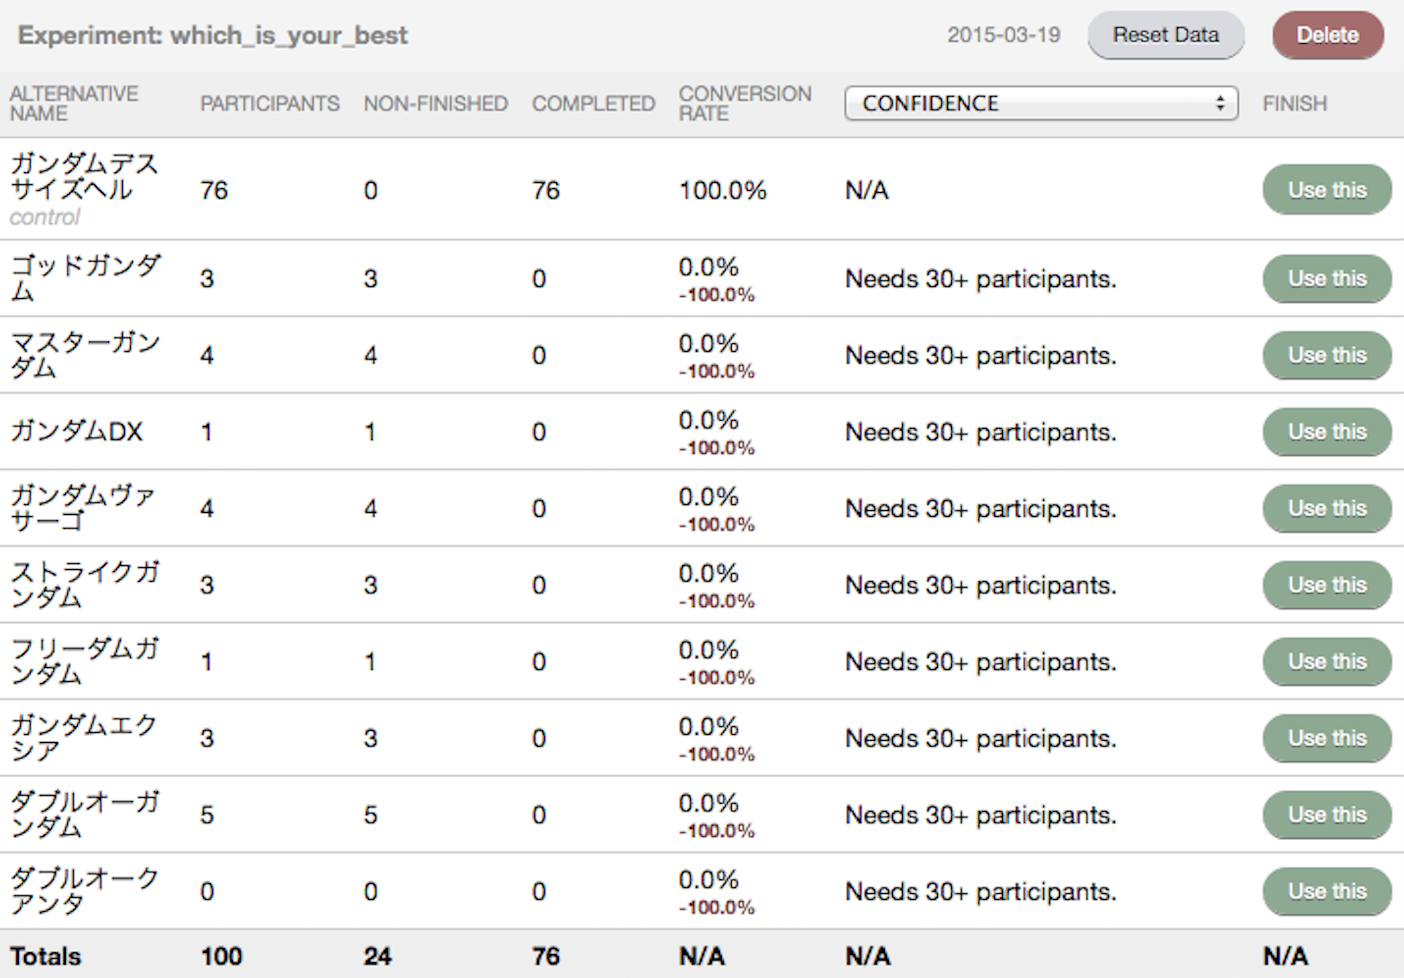 Experiment: which_is_your_best 2015-03-19 Reset Data Delete
ALTERNATIVE NAME PARTICIPANTS NON-FINISHED COMPLETED CONVERSION RATE CONFIDENCE FINISH
ガンダムデス
サイズヘル 76 0 76 100.0% N/A Use this
control
ゴッドガンダ
ム 3 3 0 0.0% Needs 30+ participants. Use this
-100.0%
マスターガン
ダム 4 4 0 0.0% Needs 30+ participants. Use this
-100.0%
ガンダムDX 1 1 0 0.0% Needs 30+ participants. Use this
-100.0%
ガンダムヴァ
サーゴ 4 4 0 0.0% Needs 30+ participants. Use this
-100.0%
ストライクガ
ンダム 3 3 0 0.0% Needs 30+ participants. Use this
-100.0%
フリーダムガ
ンダム 1 1 0 0.0% Needs 30+ participants. Use this
-100.0%
ガンダムエク
シア 3 3 0 0.0% Needs 30+ participants. Use this
-100.0%
ダブルオーガ
ンダム 5 5 0 0.0% Needs 30+ participants. Use this
-100.0%
ダブルオーク
アンタ 0 0 0 0.0% Needs 30+ participants. Use this
-100.0%
Totals 100 24 76 N/A N/A N/A